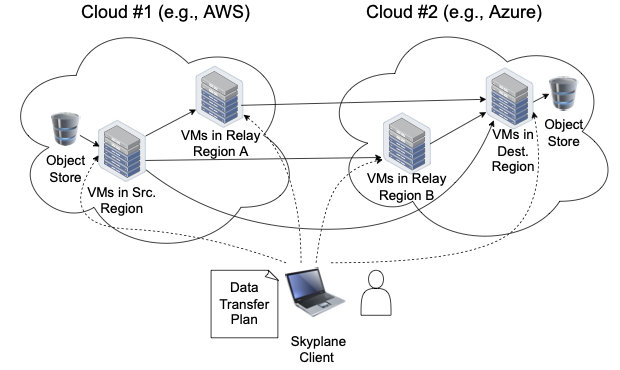 Cloud #1 (e.g., AWS)
Cloud #2 (e.g., Azure)
Object
Store
VMs in Src.
Region
VMs in Relay
Region A
VMs in Relay
Region B
VMs in
Dest.
Region
Object
Store
Data
Transfer
Plan
Skyplane
Client